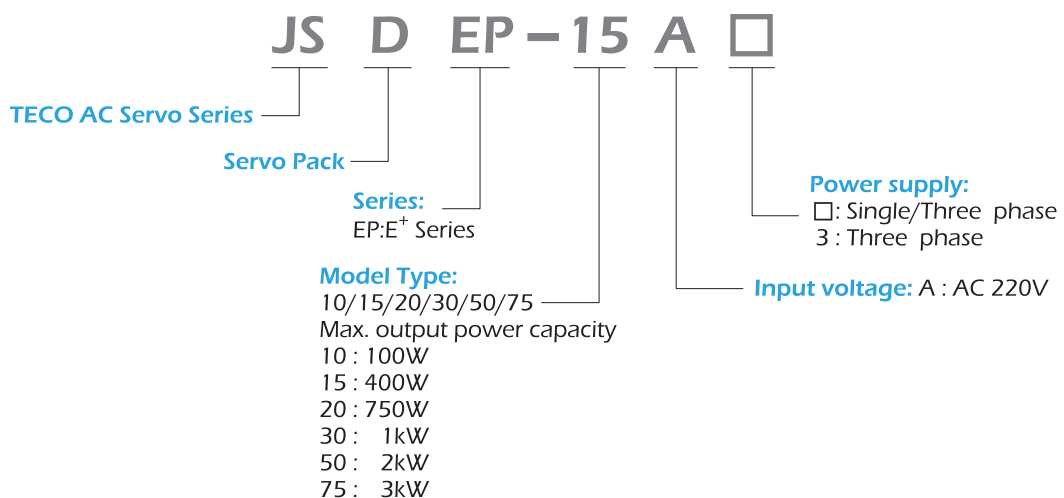 JS D EP-15 A □
TECO AC Servo Series
Servo Pack
Series:
EP:E⁺ Series
Model Type:
10/15/20/30/50/75
Max. output power capacity
10 : 100W
15 : 400W
20 : 750W
30 : 1kW
50 : 2kW
75 : 3kW
Power supply:
□: Single/Three phase
3 : Three phase
Input voltage: A : AC 220V